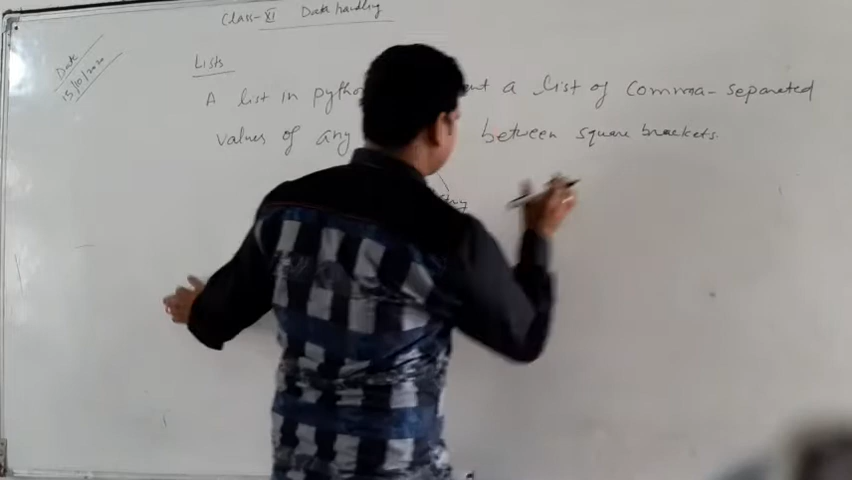 Class-XI Data handling
Date
15/10/2020
Lists
A list in pytho a list of comma-separated
values of any between square brackets.